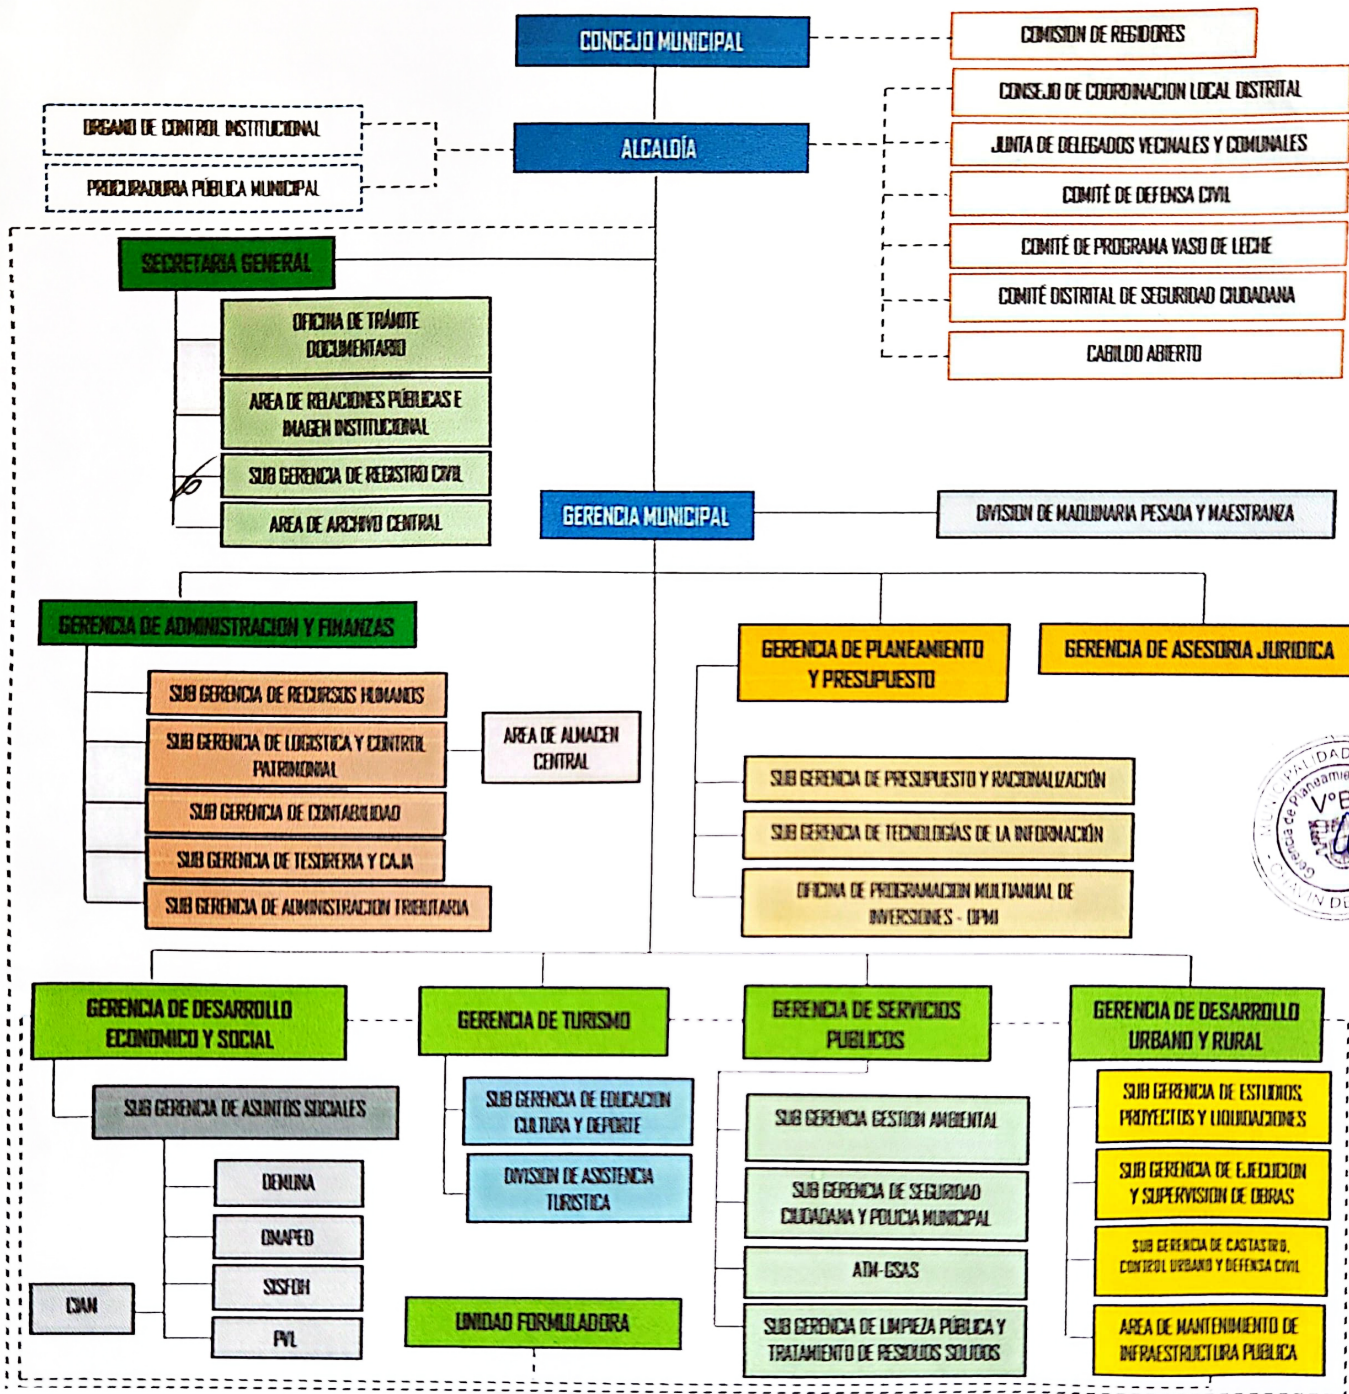 CONCEJO MUNICIPAL
COMISION DE REGIDORES
CONSEJO DE COORDINACION LOCAL DISTRITAL
ORGANO DE CONTROL INSTITUCIONAL
ALCALDÍA
JUNTA DE DELEGADOS VECINALES Y COMUNALES
PROCURADURIA PÚBLICA MUNICIPAL
COMITÉ DE DEFENSA CIVIL
COMITÉ DE PROGRAMA VASO DE LECHE
COMITÉ DISTRITAL DE SEGURIDAD CIUDADANA
CABILDO ABIERTO
SECRETARIA GENERAL
OFICINA DE TRÁMITE
DOCUMENTARIO
AREA DE RELACIONES PÚBLICAS E
IMAGEN INSTITUCIONAL
SUB GERENCIA DE REGISTRO CIVIL
AREA DE ARCHIVO CENTRAL
GERENCIA MUNICIPAL
DIVISION DE MAQUINARIA PESADA Y MAESTRANZA
GERENCIA DE ADMINISTRACION Y FINANZAS
SUB GERENCIA DE RECURSOS HUMANOS
SUB GERENCIA DE LOGISTICA Y CONTROL
PATRIMONIAL
AREA DE ALMACEN
CENTRAL
SUB GERENCIA DE CONTABILIDAD
SUB GERENCIA DE TESORERIA Y CAJA
SUB GERENCIA DE ADMINISTRACION TRIBUTARIA
GERENCIA DE PLANEAMIENTO
Y PRESUPUESTO
SUB GERENCIA DE PRESUPUESTO Y RACIONALIZACIÓN
SUB GERENCIA DE TECNOLOGÍAS DE LA INFORMACIÓN
OFICINA DE PROGRAMACION MULTIANUAL DE
INVERSIONES - OPMI
GERENCIA DE ASESORIA JURIDICA
GERENCIA DE DESARROLLO
ECONOMICO Y SOCIAL
SUB GERENCIA DE ASUNTOS SOCIALES
DEMUNA
OMAPED
SISFOH
CIAM
PVL
GERENCIA DE TURISMO
SUB GERENCIA DE EDUCACION
CULTURA Y DEPORTE
DIVISION DE ASISTENCIA
TURISTICA
UNIDAD FORMULADORA
GERENCIA DE SERVICIOS
PUBLICOS
SUB GERENCIA GESTION AMBIENTAL
SUB GERENCIA DE SEGURIDAD
CIUDADANA Y POLICIA MUNICIPAL
ATM-GSAS
SUB GERENCIA DE LIMPIEZA PÚBLICA Y
TRATAMIENTO DE RESIDUOS SOLIDOS
GERENCIA DE DESARROLLO
URBANO Y RURAL
SUB GERENCIA DE ESTUDIOS,
PROYECTOS Y LIQUIDACIONES
SUB GERENCIA DE EJECUCION
Y SUPERVISION DE OBRAS
SUB GERENCIA DE CASTASTRO,
CONTROL URBANO Y DEFENSA CIVIL
AREA DE MANTENIMIENTO DE
INFRAESTRUCTURA PUBLICA